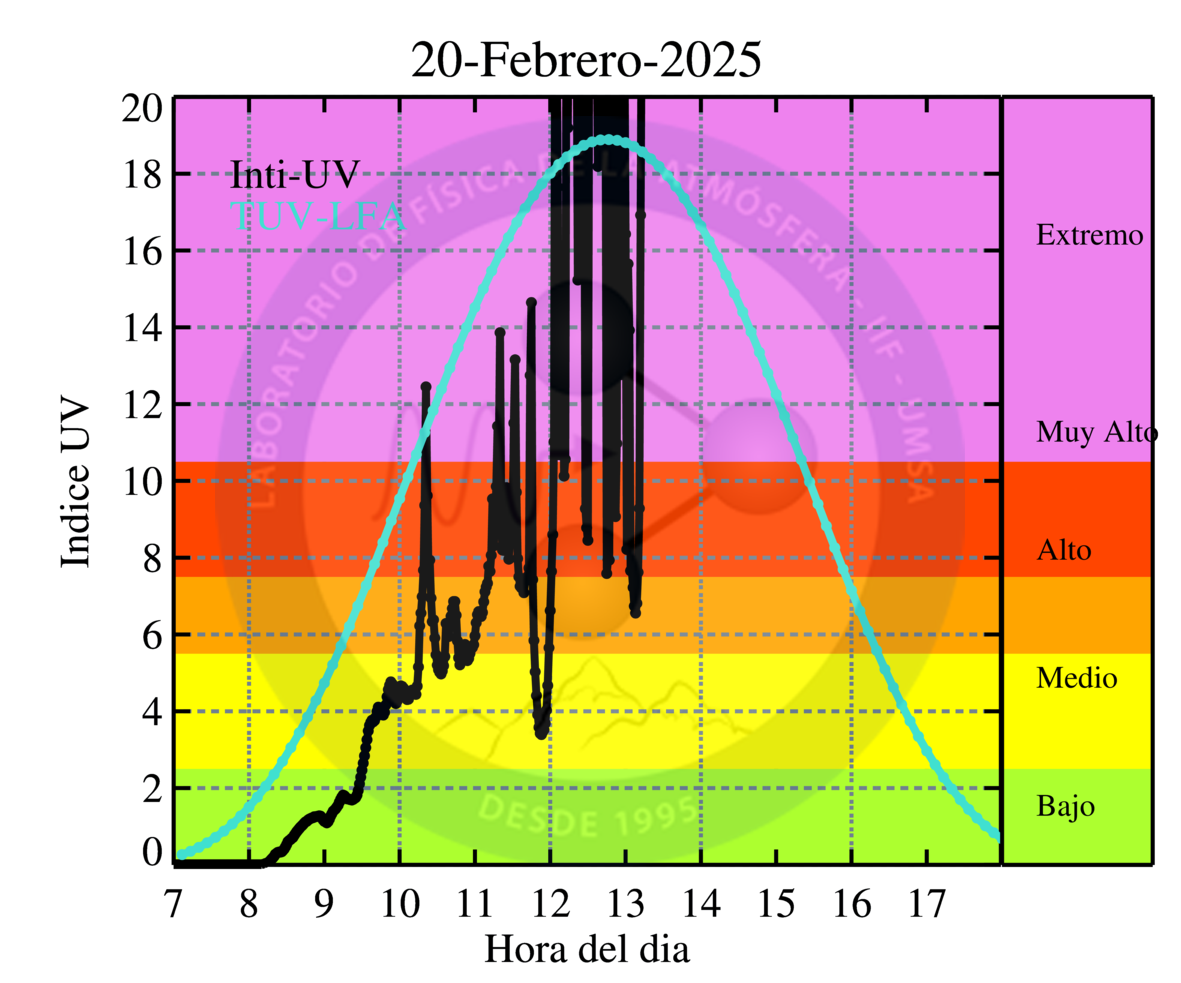 20-Febrero-2025
20
18
16
14
12
10
8
6
4
2
0
Indice UV
Inti-UV
TUV-LFA
LABORATORIO DE FÍSICA DE LA ATMÓSFERA - IIF - UMSA
DESDE 1995
Extremo
Muy Alto
Alto
Medio
Bajo
7 8 9 10 11 12 13 14 15 16 17
Hora del dia